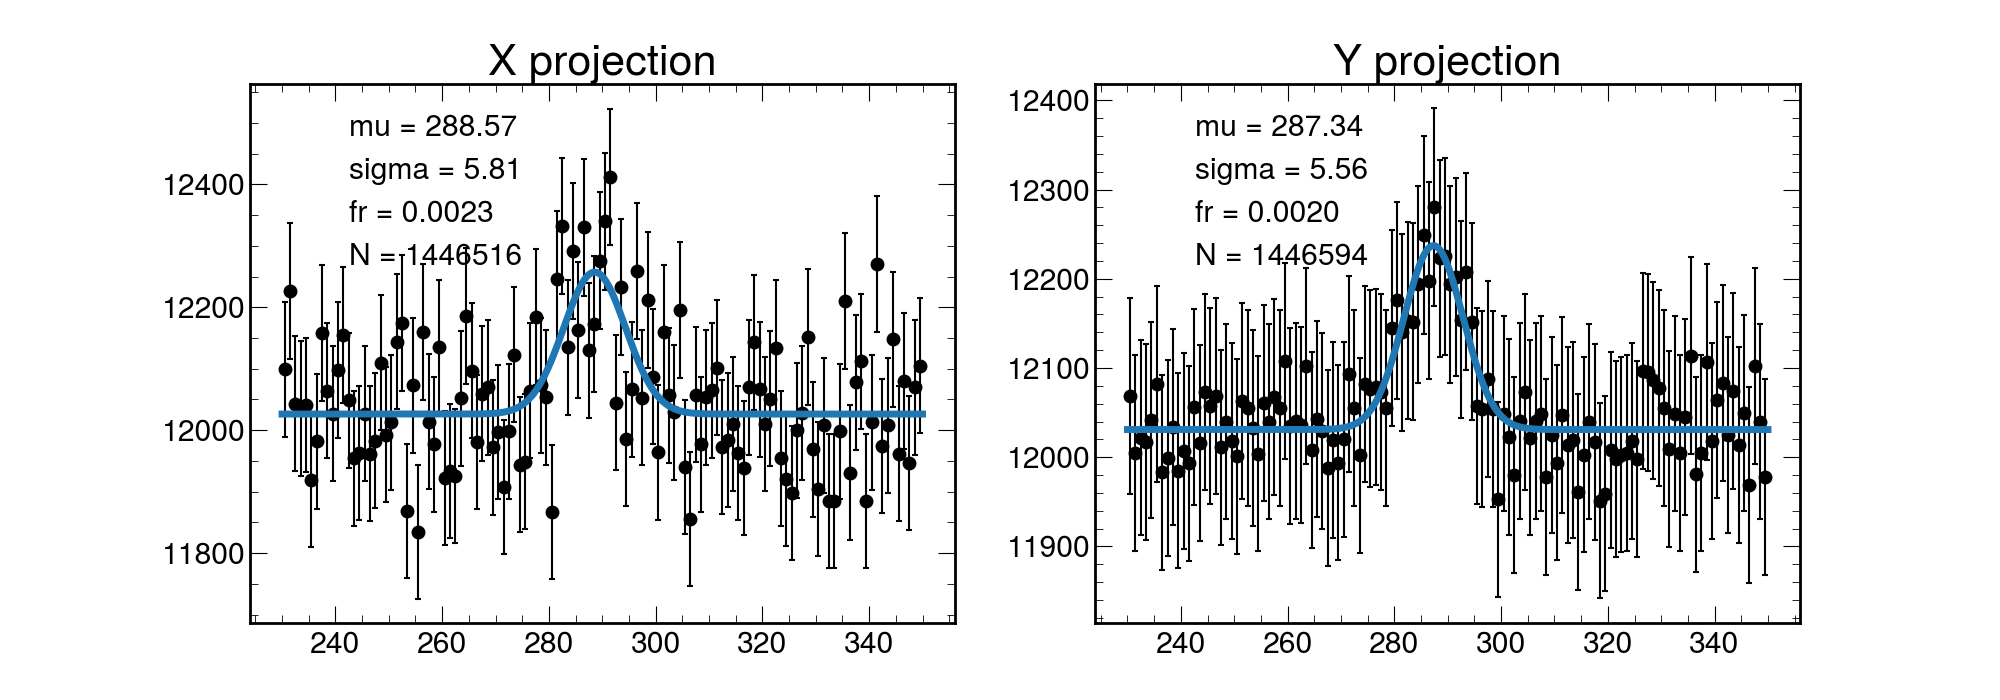 X projection
mu = 288.57
sigma = 5.81
fr = 0.0023
N = 1446516
12400
12200
12000
11800
240 260 280 300 320 340
Y projection
mu = 287.34
sigma = 5.56
fr = 0.0020
N = 1446594
12400
12300
12200
12100
12000
11900
240 260 280 300 320 340